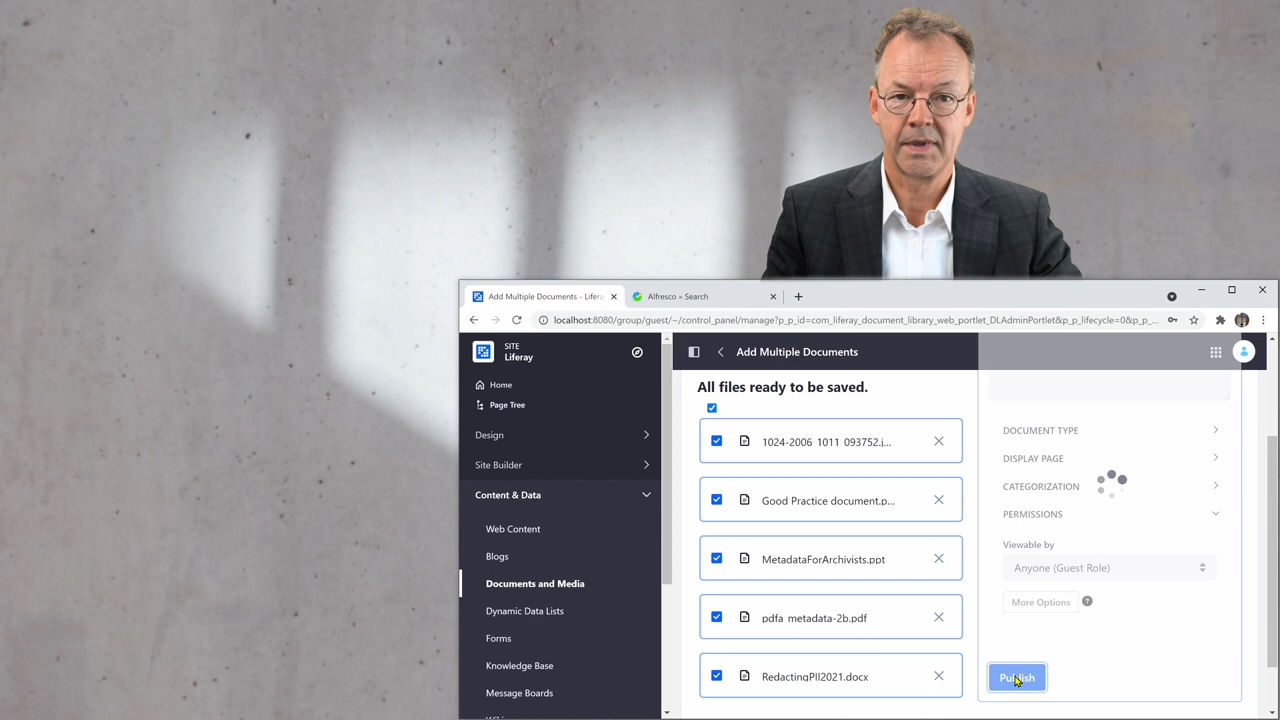 Add Multiple Documents - Lifera
Alfresco » Search
localhost:8080/group/guest/~/control_panel/manage?p_p_id=com_liferay_document_library_web_portlet_DLAdminPortlet&p_p_lifecycle=0&p_p_...
SITE
Liferay
Add Multiple Documents
Home
Page Tree
Design
Site Builder
Content & Data
Web Content
Blogs
Documents and Media
Dynamic Data Lists
Forms
Knowledge Base
Message Boards
All files ready to be saved.
1024-2006 1011 093752.j...
Good Practice document.p...
MetadataForArchivists.ppt
pdfa metadata-2b.pdf
RedactingPII2021.docx
DOCUMENT TYPE
DISPLAY PAGE
CATEGORIZATION
PERMISSIONS
Viewable by
Anyone (Guest Role)
More Options
?
Publish